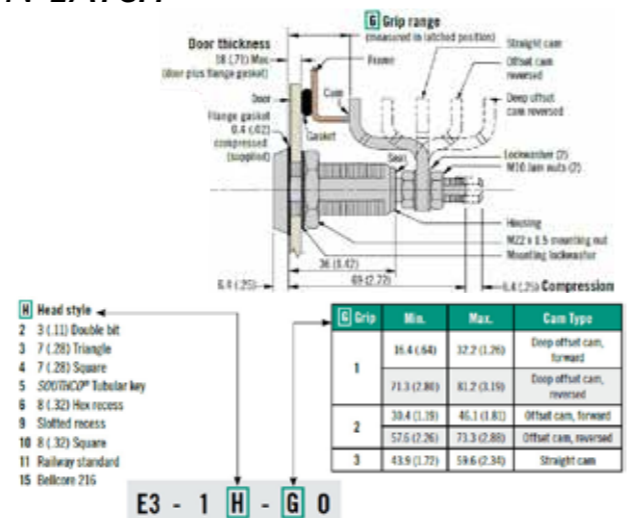 G Grip range
(measured in latched position)
Door thickness
18 (.71) Max
(door plus flange gasket)
Frame
Straight cam
Offset cam
reversed
Cam
Door
Deep offset
cam reversed
Flange gasket
0.4 (.02)
compressed
(supplied)
Gasket
Seal
Lockwasher (2)
M10 Jam nuts (2)
Housing
M22 x 1.5 mounting nut
Mounting lockwasher
36 (1.42)
69 (2.72)
6.4 (.25)
6.4 (.25) Compression
H Head style
2 3 (.11) Double bit
3 7 (.28) Triangle
4 7 (.28) Square
5 SOUTHCO® Tubular key
6 8 (.32) Hex recess
9 Slotted recess
10 8 (.32) Square
11 Railway standard
15 Bellcore 216
G Grip Min. Max. Cam Type
1 16.4 (.64) 32.2 (1.26) Deep offset cam, forward
71.3 (2.80) 81.2 (3.19) Deep offset cam, reversed
2 30.4 (1.19) 46.1 (1.81) Offset cam, forward
57.6 (2.26) 73.3 (2.88) Offset cam, reversed
3 43.9 (1.72) 59.6 (2.34) Straight cam
E3 - 1 H - G 0